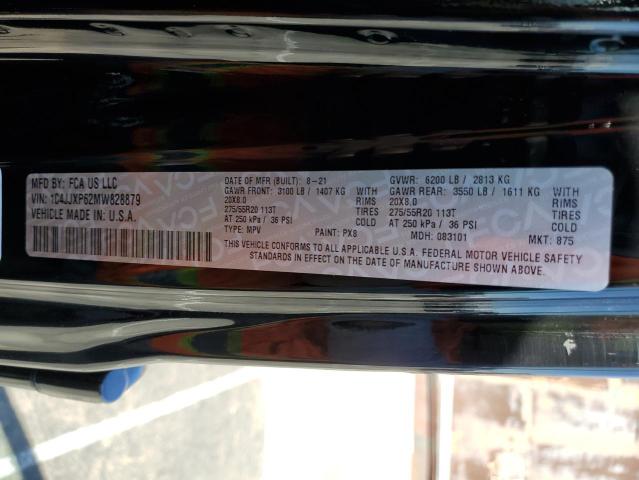 MFD BY: FCA US LLC DATE OF MFR (BUILT): 8-21 GVWR: 6200 LB / 2813 KG
VIN: 1C4JJXP62MW828879 GAWR FRONT: 3100 LB / 1407 KG WITH GAWR REAR: 3550 LB / 1611 KG
VEHICLE MADE IN U.S.A. 20X8.0 RIMS 20X8.0 RIMS
275/55R20 113T TIRES 275/55R20 113T TIRES
AT 250 kPa / 36 PSI COLD AT 250 kPa / 36 PSI COLD
TYPE: MPV PAINT: PX8 MDH: 083101 MKT: 875
THIS VEHICLE CONFORMS TO ALL APPLICABLE U.S.A. FEDERAL MOTOR VEHICLE SAFETY
STANDARDS IN EFFECT ON THE DATE OF MANUFACTURE SHOWN ABOVE.